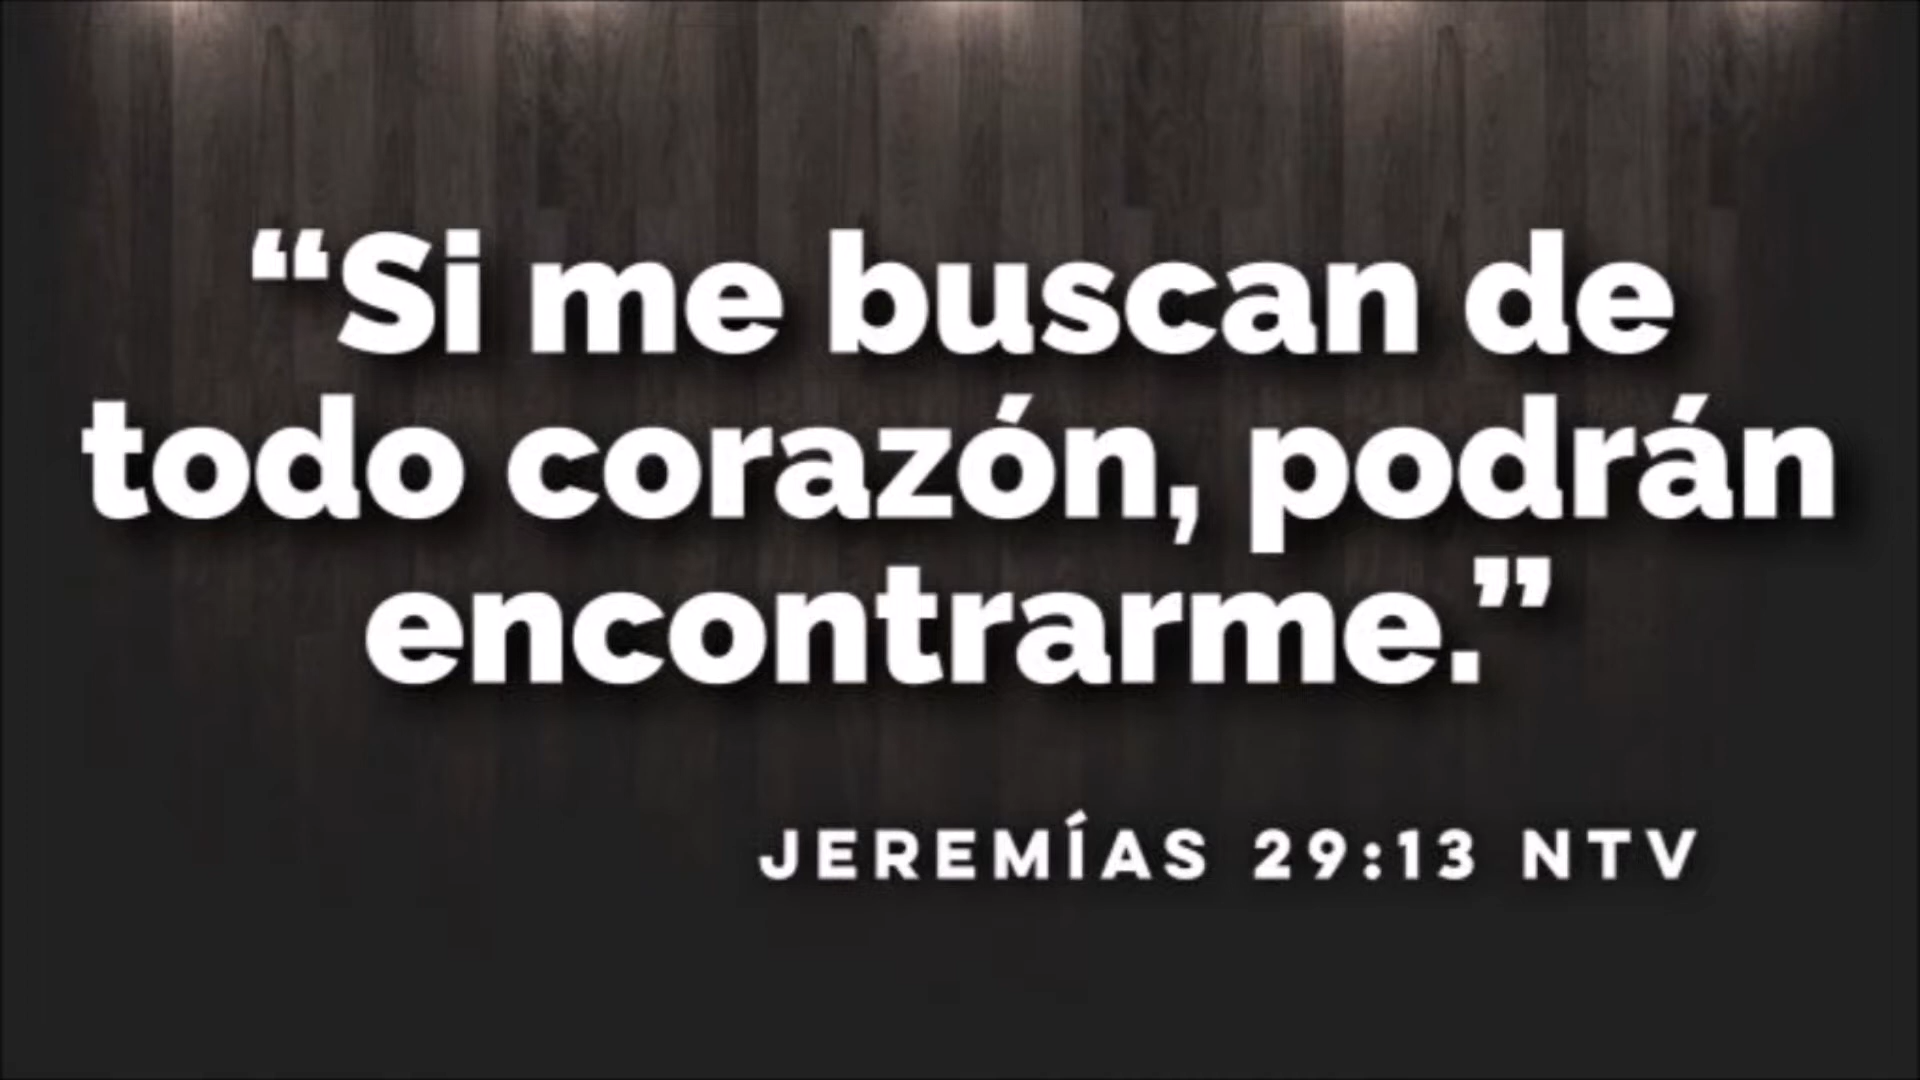 “Si me buscan de
todo corazón, podrán
encontrarme.”
JEREMÍAS 29:13 NTV